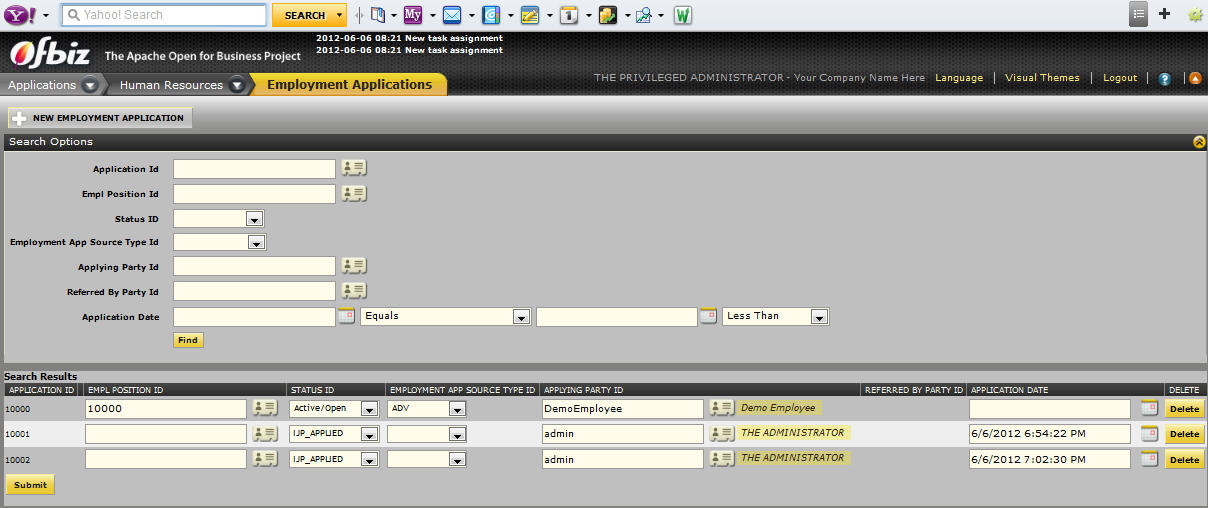 Y! Yahoo! Search SEARCH My 1 W
2012-06-06 08:21 New task assignment
2012-06-06 08:21 New task assignment
Ofbiz The Apache Open for Business Project
THE PRIVILEGED ADMINISTRATOR - Your Company Name Here Language Visual Themes Logout ?
Applications Human Resources Employment Applications
NEW EMPLOYMENT APPLICATION
Search Options
Application Id
Empl Position Id
Status ID
Employment App Source Type Id
Applying Party Id
Referred By Party Id
Application Date Equals Less Than
Find
Search Results
APPLICATION ID EMPL POSITION ID STATUS ID EMPLOYMENT APP SOURCE TYPE ID APPLYING PARTY ID REFERRED BY PARTY ID APPLICATION DATE DELETE
10000 10000 Active/Open ADV DemoEmployee Demo Employee Delete
10001 IJP_APPLIED admin THE ADMINISTRATOR 6/6/2012 6:54:22 PM Delete
10002 IJP_APPLIED admin THE ADMINISTRATOR 6/6/2012 7:02:30 PM Delete
Submit